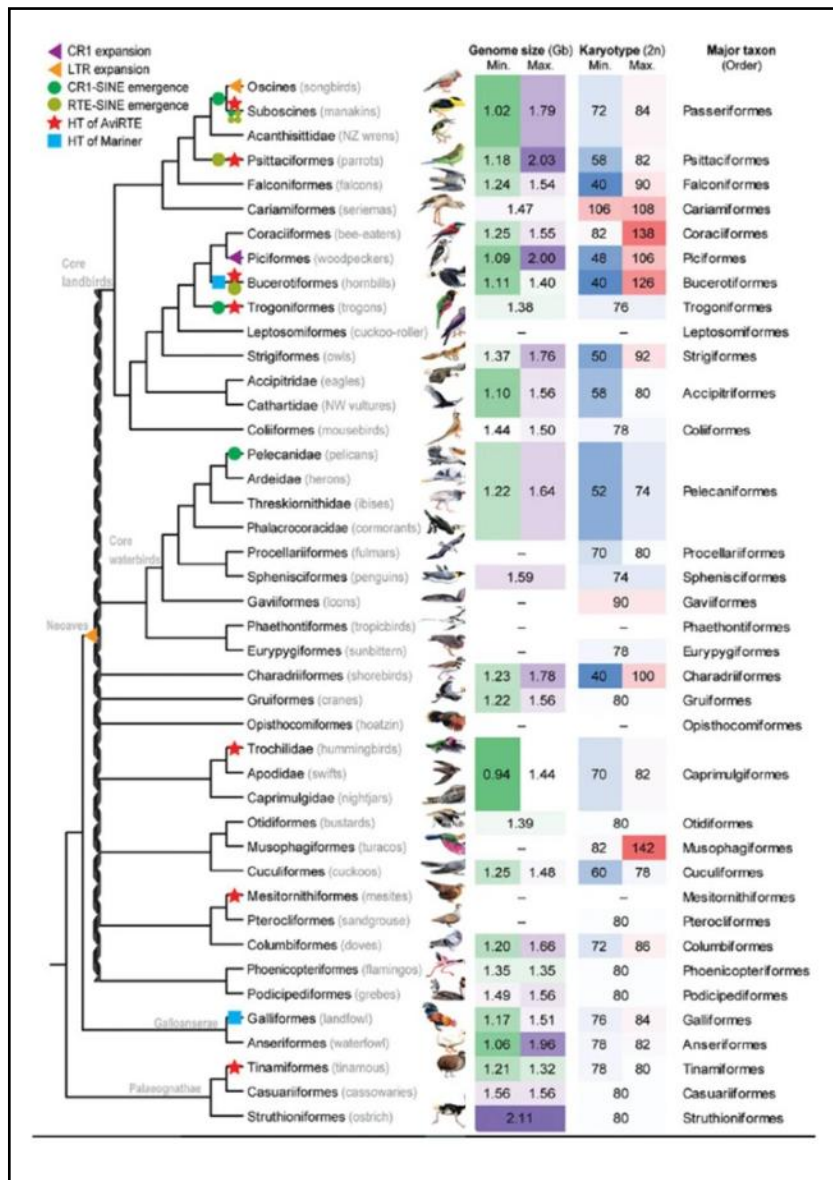 CR1 expansion
LTR expansion
CR1-SINE emergence
RTE-SINE emergence
HT of AviRTE
HT of Mariner
Genome size (Gb) Karyotype (2n) Major taxon
Min. Max. Min. Max. (Order)
Oscines (songbirds)
Suboscines (manakins) 1.02 1.79 72 84 Passeriformes
Acanthisittidae (NZ wrens)
Psittaciformes (parrots) 1.18 2.03 58 82 Psittaciformes
Falconiformes (falcons) 1.24 1.54 40 90 Falconiformes
Cariamiformes (seriemas) 1.47 106 108 Cariamiformes
Coraciiformes (bee-eaters) 1.25 1.55 82 138 Coraciiformes
Core landbirds
Piciformes (woodpeckers) 1.09 2.00 48 106 Piciformes
Bucerotiformes (hornbills) 1.11 1.40 40 126 Bucerotiformes
Trogoniformes (trogons) 1.38 76 Trogoniformes
Leptosomiformes (cuckoo-roller) – – Leptosomiformes
Strigiformes (owls) 1.37 1.76 50 92 Strigiformes
Accipitridae (eagles) 1.10 1.56 58 80 Accipitriformes
Cathartidae (NW vultures)
Coliiformes (mousebirds) 1.44 1.50 78 Coliiformes
Pelecanidae (pelicans)
Ardeidae (herons) 1.22 1.64 52 74 Pelecaniformes
Threskiornithidae (ibises)
Phalacrocoracidae (cormorants)
Core waterbirds
Procellariiformes (fulmars) – 70 80 Procellariiformes
Sphenisciformes (penguins) 1.59 74 Sphenisciformes
Gaviiformes (loons) – 90 Gaviiformes
Phaethontiformes (tropicbirds) – – Phaethontiformes
Neoaves
Eurypygiformes (sunbittern) – 78 Eurypygiformes
Charadriiformes (shorebirds) 1.23 1.78 40 100 Charadriiformes
Gruiformes (cranes) 1.22 1.56 80 Gruiformes
Opisthocomiformes (hoatzin) – – Opisthocomiformes
Trochilidae (hummingbirds)
Apodidae (swifts) 0.94 1.44 70 82 Caprimulgiformes
Caprimulgidae (nightjars)
Otidiformes (bustards) 1.39 80 Otidiformes
Musophagiformes (turacos) – 82 142 Musophagiformes
Cuculiformes (cuckoos) 1.25 1.48 60 78 Cuculiformes
Mesitornithiformes (mesites) – – Mesitornithiformes
Pterocliformes (sandgrouse) – 80 Pterocliformes
Columbiformes (doves) 1.20 1.66 72 86 Columbiformes
Phoenicopteriformes (flamingos) 1.35 1.35 80 Phoenicopteriformes
Podicipediformes (grebes) 1.49 1.56 80 Podicipediformes
Galloanserae
Galliformes (landfowl) 1.17 1.51 76 84 Galliformes
Anseriformes (waterfowl) 1.06 1.96 78 82 Anseriformes
Tinamiformes (tinamous) 1.21 1.32 78 80 Tinamiformes
Palaeognathae
Casuariiformes (cassowaries) 1.56 1.56 80 Casuariiformes
Struthioniformes (ostrich) 2.11 80 Struthioniformes